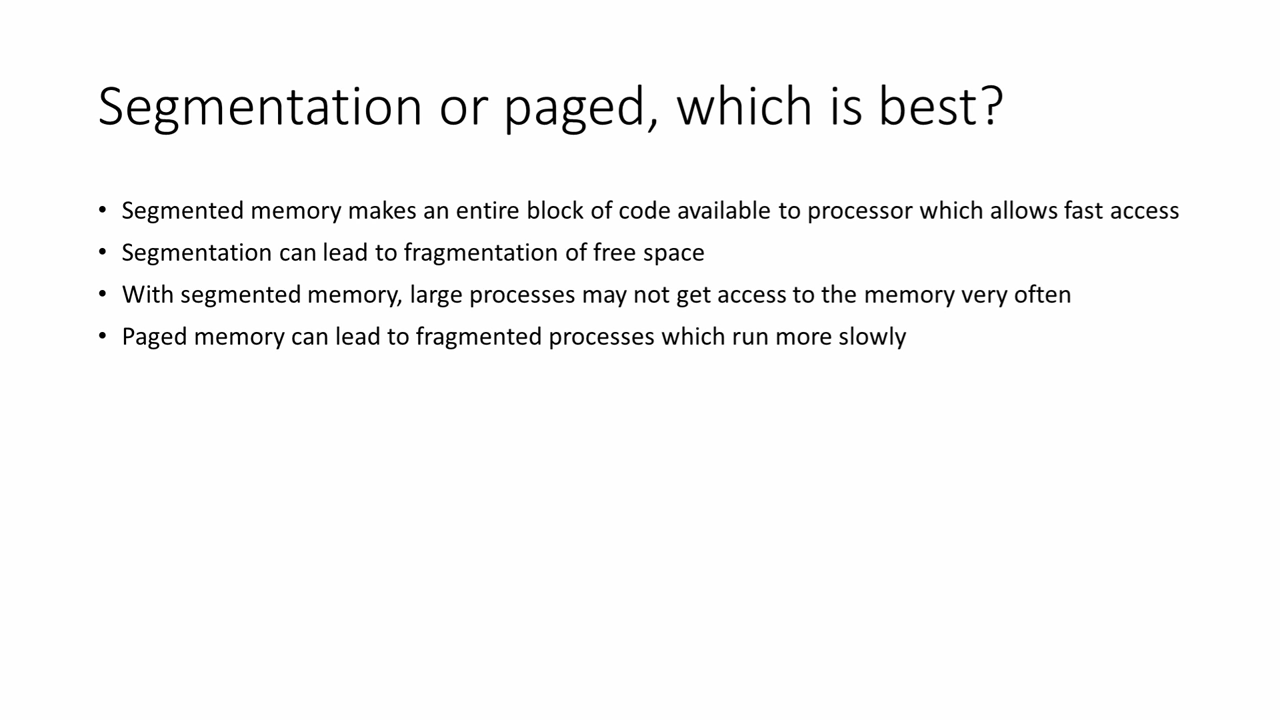 Segmentation or paged, which is best?
• Segmented memory makes an entire block of code available to processor which allows fast access
• Segmentation can lead to fragmentation of free space
• With segmented memory, large processes may not get access to the memory very often
• Paged memory can lead to fragmented processes which run more slowly